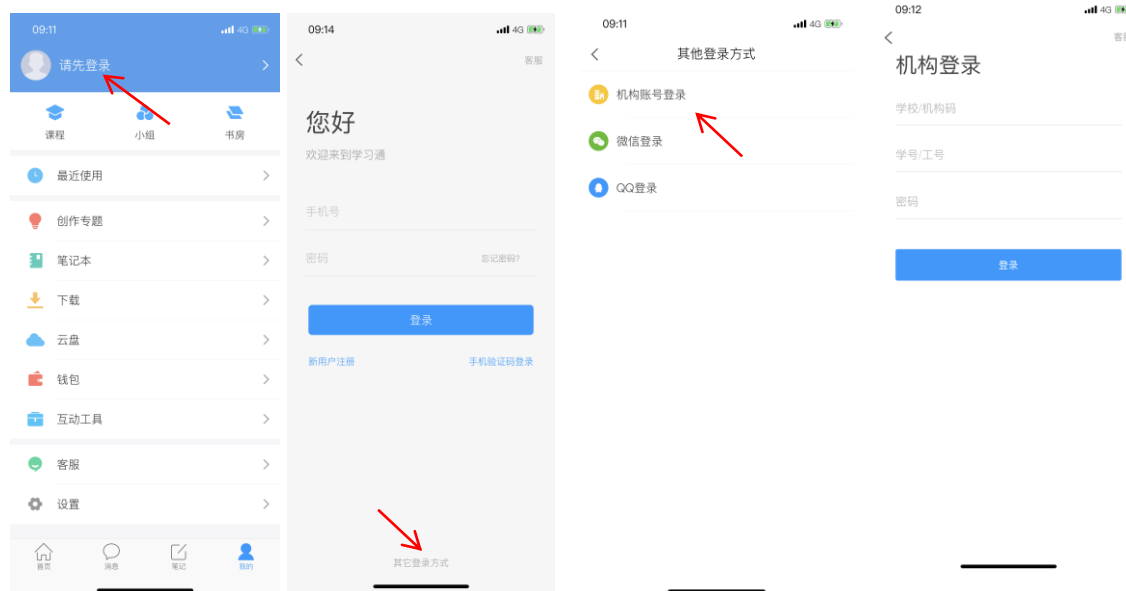 09:11
4G
请先登录
课程
小组
书房
最近使用
创作专题
笔记本
下载
云盘
钱包
互动工具
客服
设置
首页
消息
笔记
我的
09:14
4G
客服
您好
欢迎来到学习通
手机号
密码
忘记密码?
登录
新用户注册
手机验证码登录
其它登录方式
09:11
4G
其他登录方式
机构账号登录
微信登录
QQ登录
09:12
4G
客服
机构登录
学校/机构码
学号/工号
密码
登录